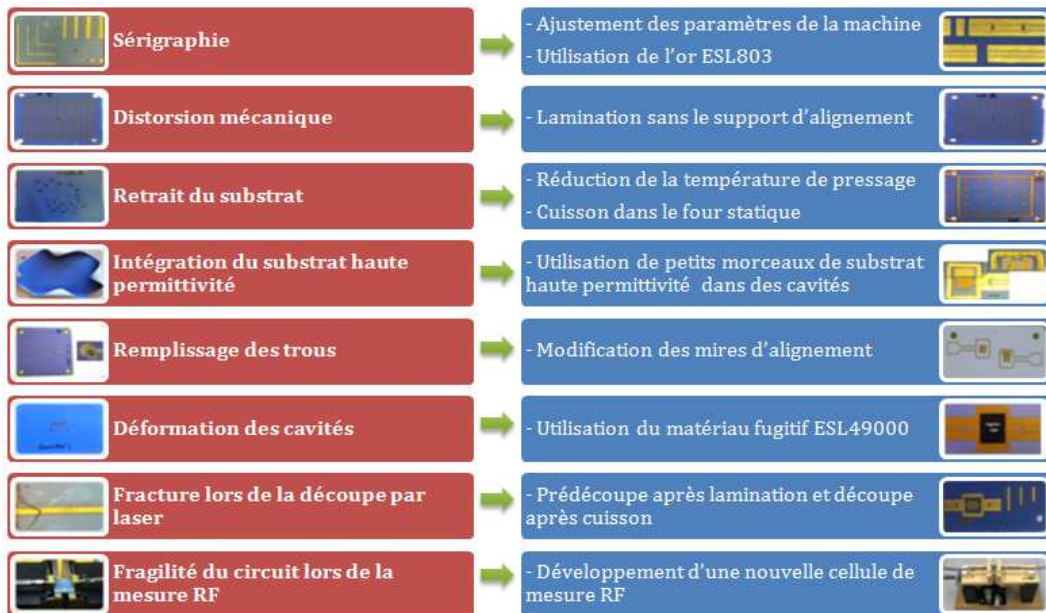 Sérigraphie
- Ajustement des paramètres de la machine
- Utilisation de l'or ESL803
Distorsion mécanique
- Lamination sans le support d'alignement
Retrait du substrat
- Réduction de la température de pressage
- Cuisson dans le four statique
Intégration du substrat haute
permittivité
- Utilisation de petits morceaux de substrat
haute permittivité dans des cavités
Remplissage des trous
- Modification des mires d'alignement
Déformation des cavités
- Utilisation du matériau fugitif ESL49000
Fracture lors de la découpe par
laser
- Prédécoupe après lamination et découpe
après cuisson
Fragilité du circuit lors de la
mesure RF
- Développement d'une nouvelle cellule de
mesure RF